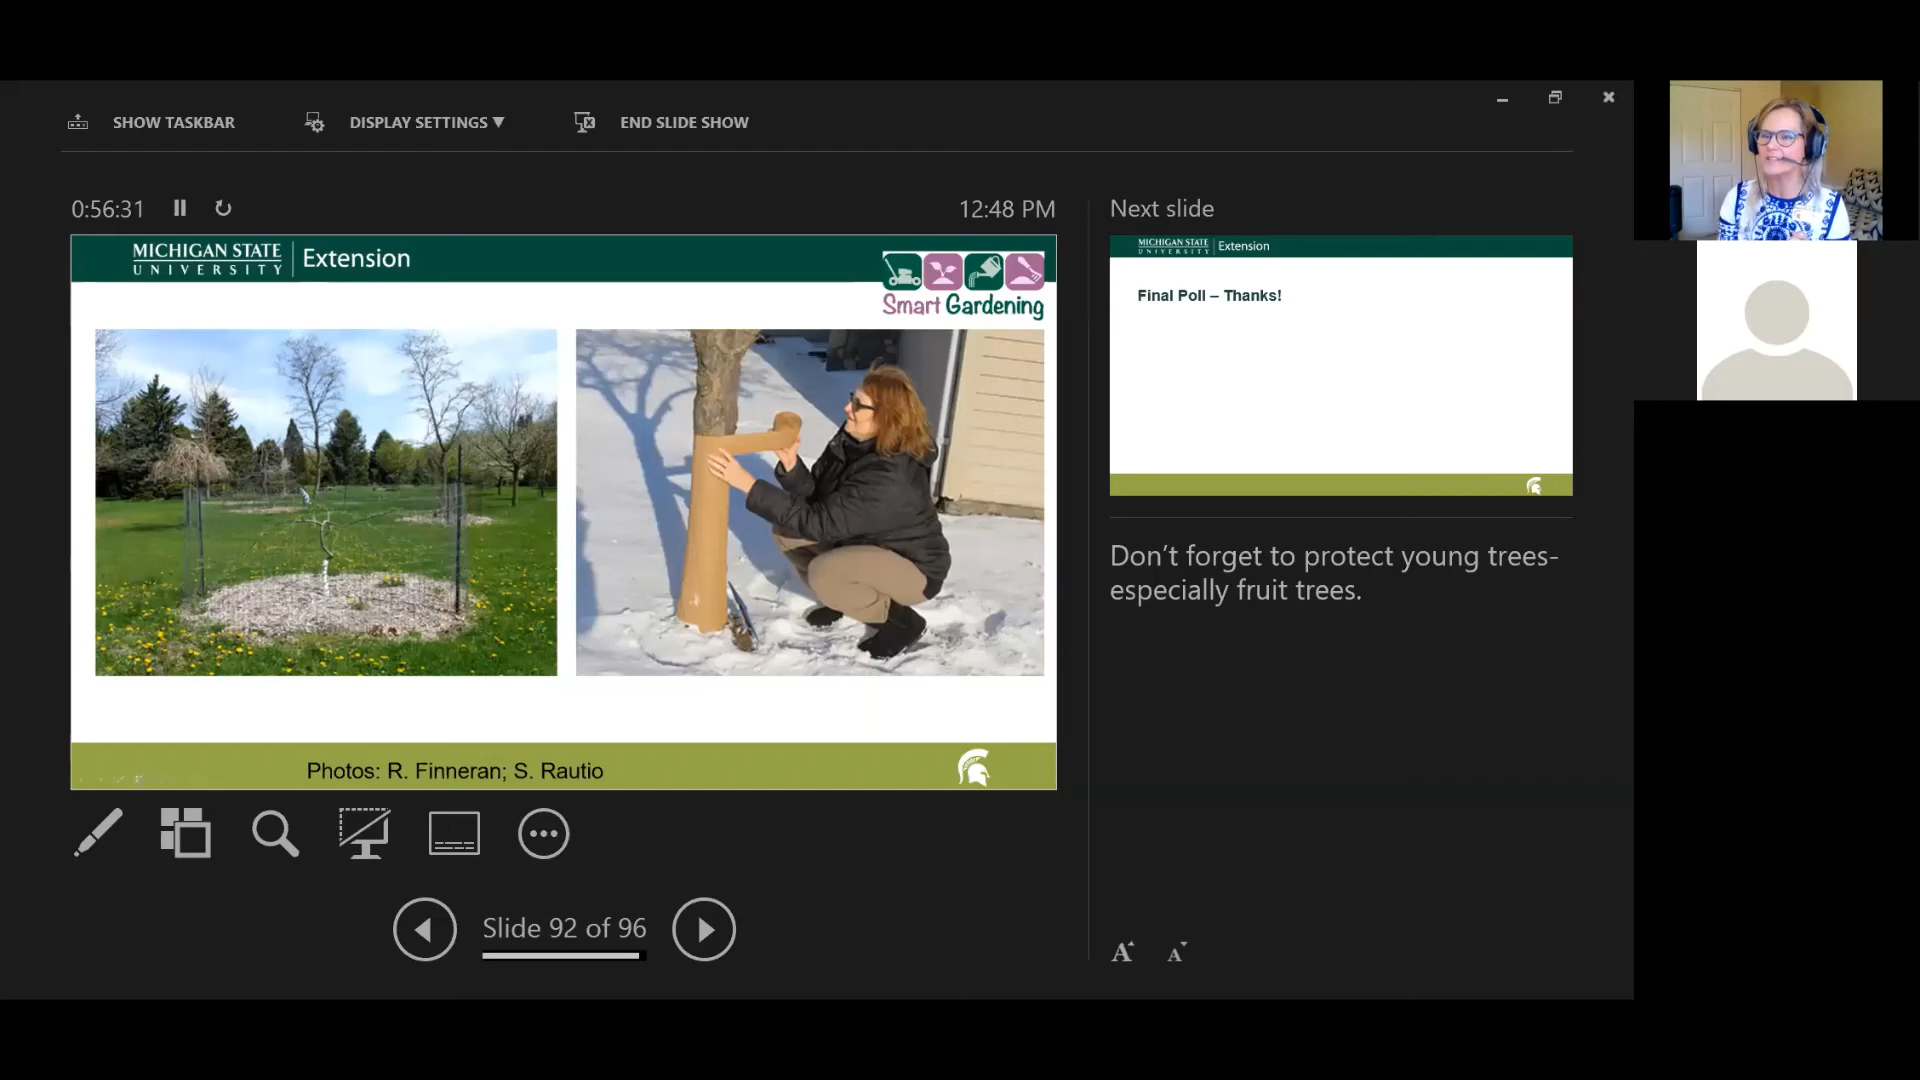 SHOW TASKBAR
DISPLAY SETTINGS ▼
END SLIDE SHOW
0:56:31
12:48 PM
MICHIGAN STATE
UNIVERSITY
Extension
Smart Gardening
Photos: R. Finneran; S. Rautio
Slide 92 of 96
Next slide
MICHIGAN STATE
UNIVERSITY
Extension
Final Poll – Thanks!
Don’t forget to protect young trees-
especially fruit trees.
A A